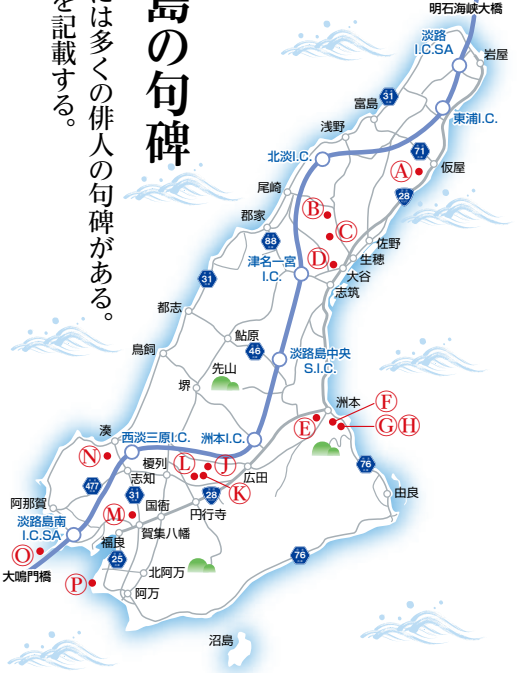 島の句碑
には多くの俳人の句碑がある。
を記載する。
明石海峡大橋
淡路
I.C.SA
岩屋
31
富島
東浦I.C.
浅野
71
北淡I.C.
Ⓐ
仮屋
28
尾崎
Ⓑ
郡家
Ⓒ
88
佐野
生穂
Ⓓ
津名一宮
I.C.
大谷
志筑
31
都志
鮎原
46
鳥飼
淡路島中央
S.I.C.
先山
堺
洲本
Ⓕ
Ⓔ
ⒼⒽ
湊
西淡三原I.C.
洲本I.C.
Ⓝ
榎列
Ⓛ
Ⓙ
76
志知
広田
Ⓚ
477
31
28
由良
阿那賀
Ⓜ
国衙
円行寺
淡路島南
I.C.SA
賀集八幡
福良
Ⓞ
25
76
大鳴門橋
北阿万
Ⓟ
阿万
沼島